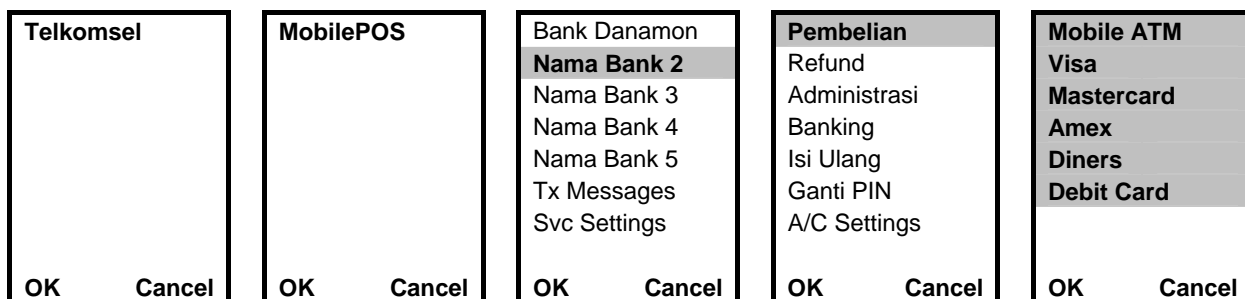 Telkomsel
OK Cancel
MobilePOS
OK Cancel
Bank Danamon
Nama Bank 2
Nama Bank 3
Nama Bank 4
Nama Bank 5
Tx Messages
Svc Settings
OK Cancel
Pembelian
Refund
Administrasi
Banking
Isi Ulang
Ganti PIN
A/C Settings
OK Cancel
Mobile ATM
Visa
Mastercard
Amex
Diners
Debit Card
OK Cancel